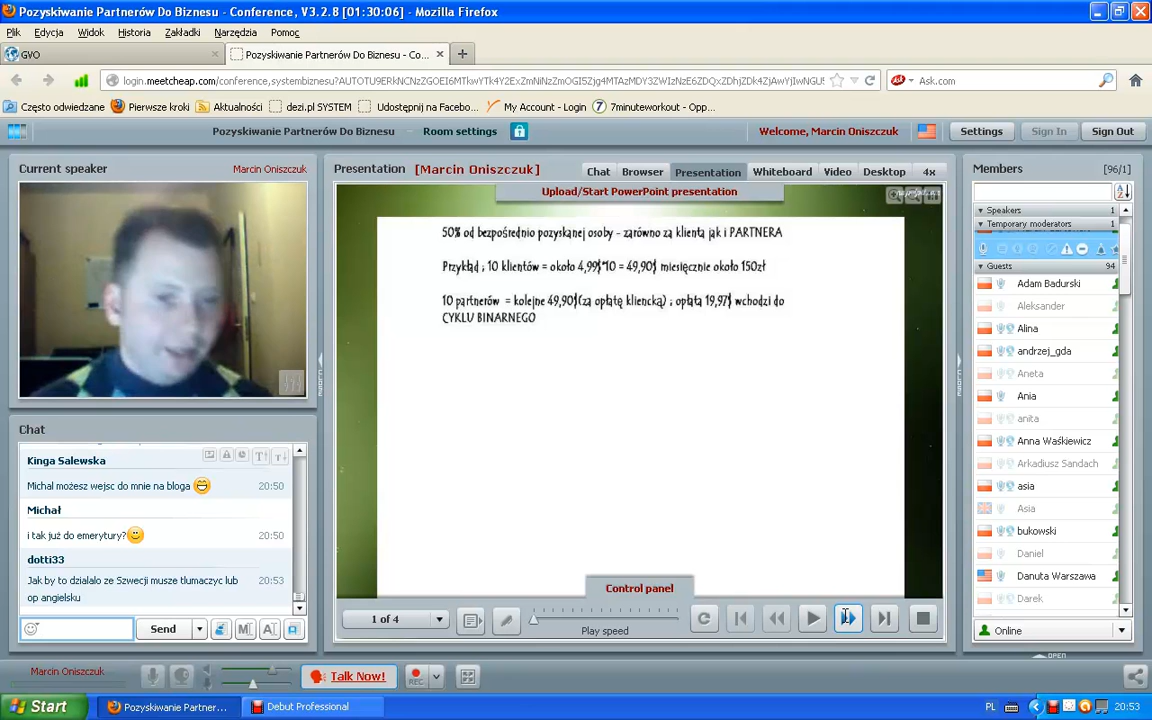 Pozyskiwanie Partnerów Do Biznesu - Conference, V3.2.8 [01:30:06] - Mozilla Firefox
Plik Edycja Widok Historia Zakładki Narzędzia Pomoc
GVO
Pozyskiwanie Partnerów Do Biznesu - Co...
Ask.com
Często odwiedzane Pierwsze kroki Aktualności dezi.pl SYSTEM Udostępnij na Facebo... My Account - Login 7minuteworkout - Opp...
Pozyskiwanie Partnerów Do Biznesu Room settings
Welcome, Marcin Oniszczuk Settings Sign In Sign Out
Current speaker Marcin Oniszczuk
Presentation [Marcin Oniszczuk] Chat Browser Presentation Whiteboard Video Desktop 4x
Upload/Start PowerPoint presentation
50% od bezpośrednio pozyskanej osoby - zarówno za klienta jak i PARTNERA
Przykład ; 10 klientów = około 4,99$*10 = 49,90$ miesięcznie około 150zł
10 partnerów = kolejne 49,90$(za opłatę kliencką) ; opłata 19,97$ wchodzi do
CYKLU BINARNEGO
Control panel
1 of 4
Play speed
Chat
Kinga Salewska
Michal możesz wejsc do mnie na bloga 20:50
Michał
i tak już do emerytury? 20:50
dotti33
Jak by to dzialalo ze Szwecji musze tlumaczyc lub 20:53
op angielsku
Send
Marcin Oniszczuk
Talk Now!
REC
Members [96/1]
Speakers 1
Temporary moderators 1
Guests 94
Adam Badurski
Aleksander
Alina
andrzej_gda
Aneta
Ania
anita
Anna Waśkiewicz
Arkadiusz Sandach
asia
Asia
bukowski
Daniel
Danuta Warszawa
Darek
Online
OPEN
Start Pozyskiwanie Partner... Debut Professional PL 20:53